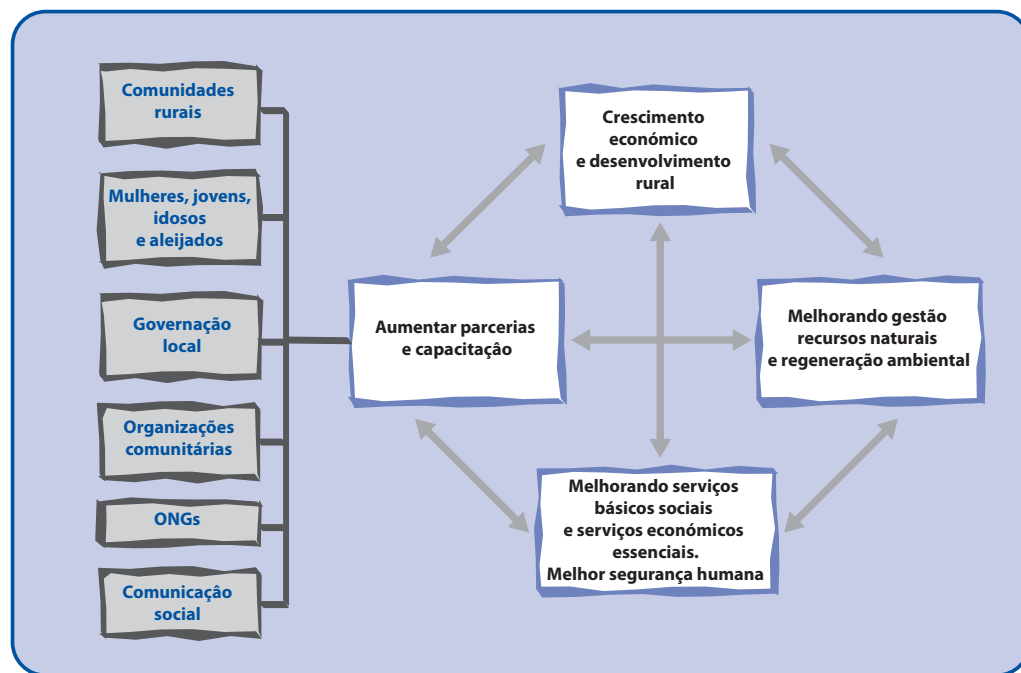 Comunidades
rurais
Mulheres, jovens,
idosos
e aleijados
Governação
local
Organizações
comunitárias
ONGs
Comunicaçâo
social
Aumentar parcerias
e capacitaçâo
Crescimento
económico
e desenvolvimento
rural
Melhorando gestão
recursos naturais
e regeneração ambiental
Melhorando serviços
básicos sociais
e serviços económicos
essenciais.
Melhor segurança humana